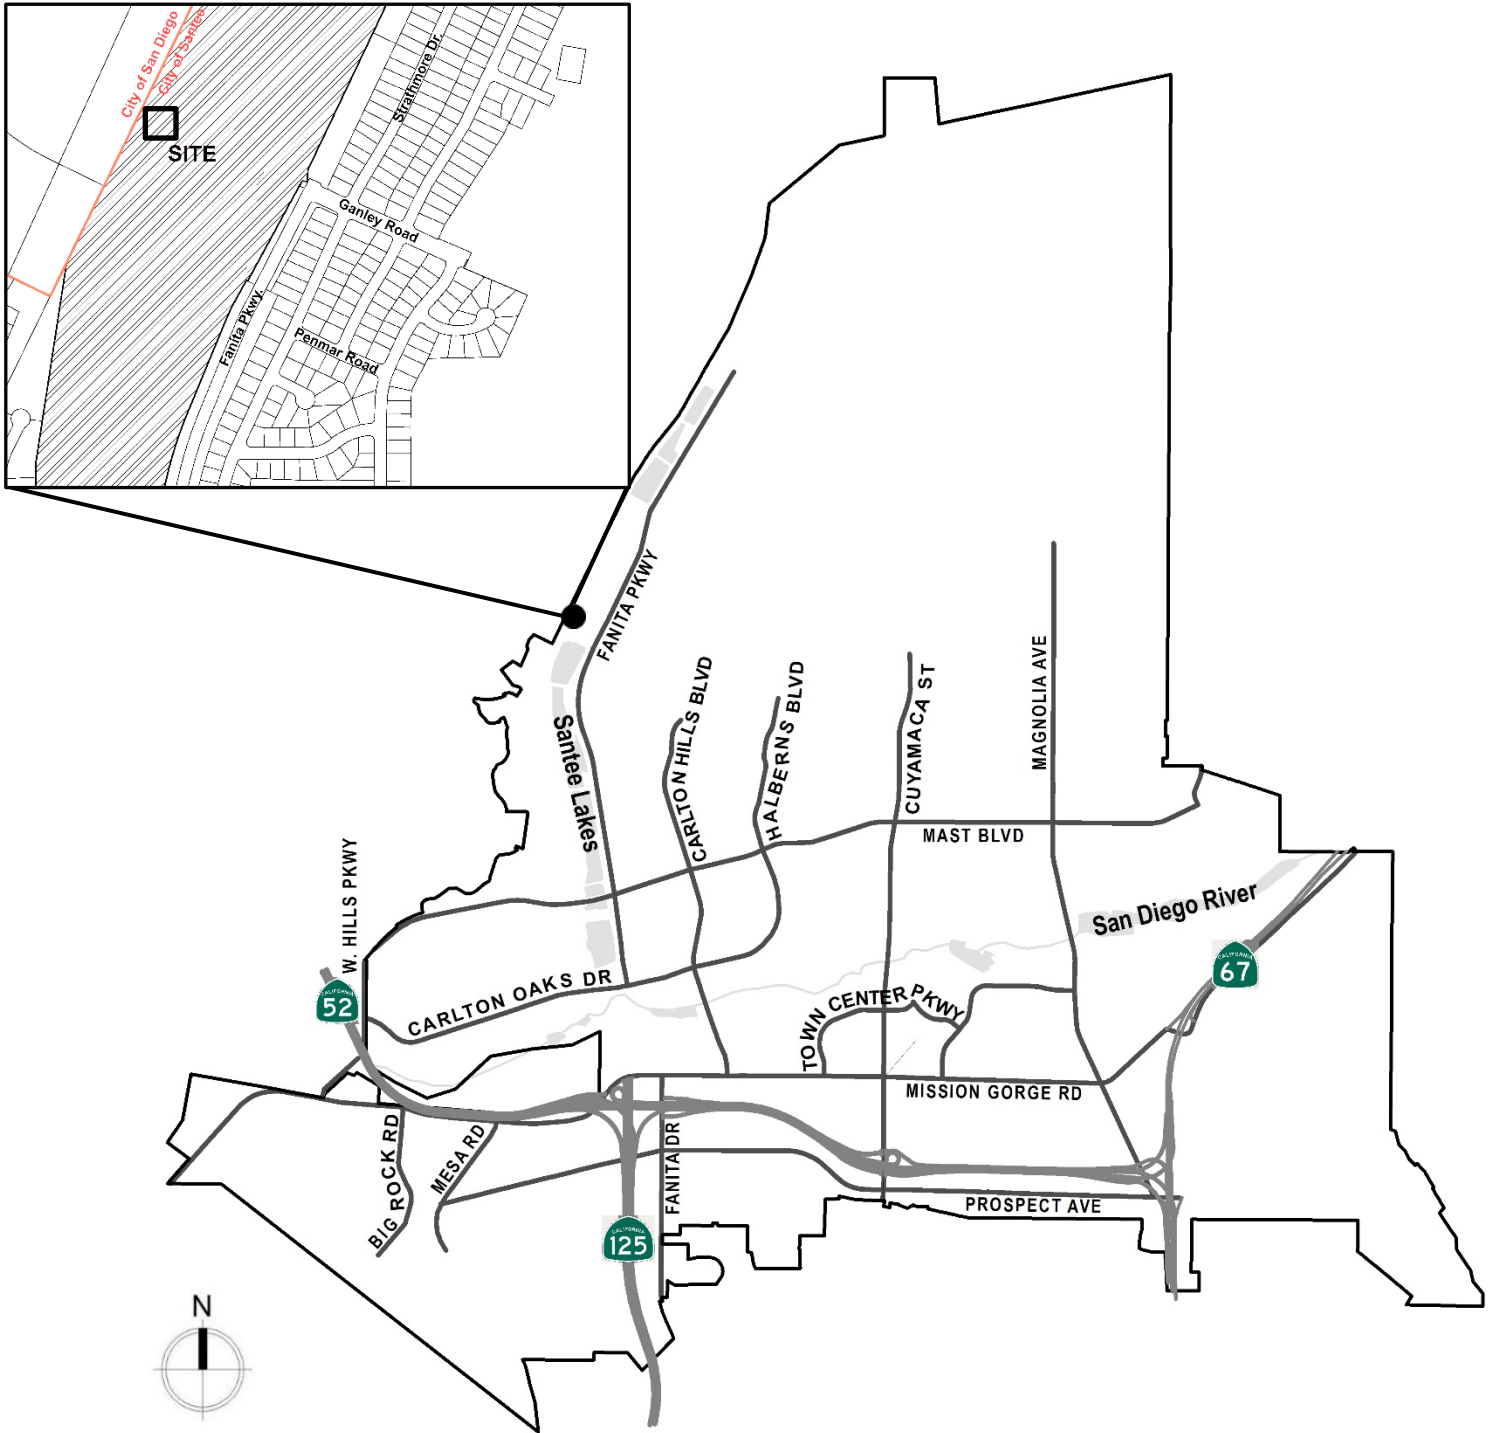 City of San Diego
City of Santee
SITE
Strathmore Dr.
Ganley Road
Fanita Pkwy.
Penmar Road
FANITA PKWY
Santee Lakes
CARLTON HILLS BLVD
HALBERNS BLVD
CUYAMACA ST
MAGNOLIA AVE
MAST BLVD
W. HILLS PKWY
San Diego River
CALIFORNIA
67
CALIFORNIA
52
CARLTON OAKS DR
TOWN CENTER PKWY
MISSION GORGE RD
BIG ROCK RD
MESA RD
FANITA DR
PROSPECT AVE
CALIFORNIA
125
N